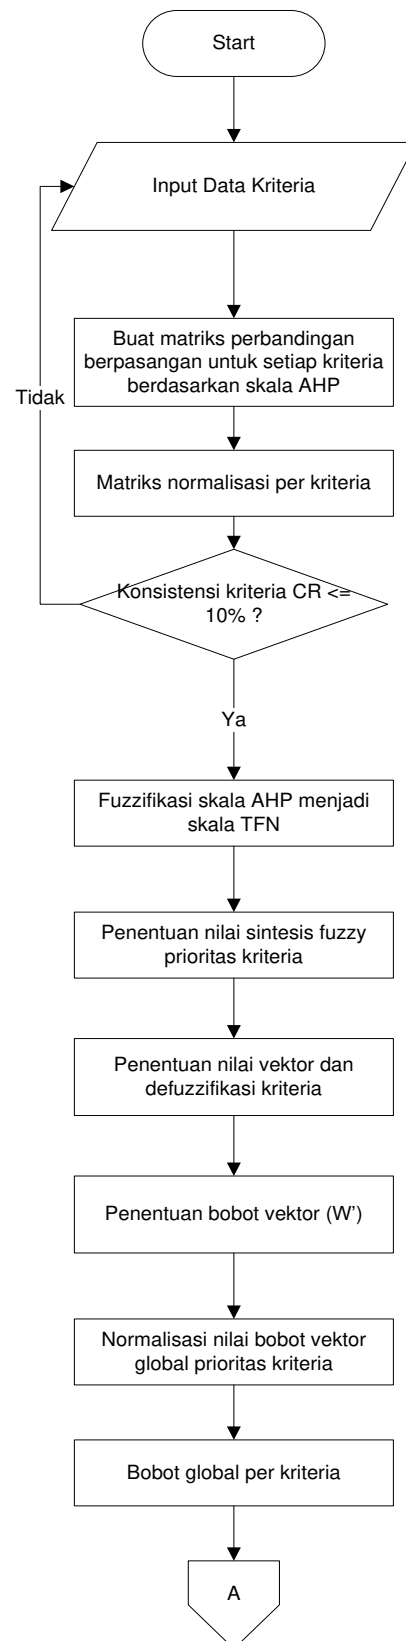 Start
Input Data Kriteria
Buat matriks perbandingan
berpasangan untuk setiap kriteria
berdasarkan skala AHP
Tidak
Matriks normalisasi per kriteria
Konsistensi kriteria CR <=
10% ?
Ya
Fuzzifikasi skala AHP menjadi
skala TFN
Penentuan nilai sintesis fuzzy
prioritas kriteria
Penentuan nilai vektor dan
defuzzifikasi kriteria
Penentuan bobot vektor (W’)
Normalisasi nilai bobot vektor
global prioritas kriteria
Bobot global per kriteria
A